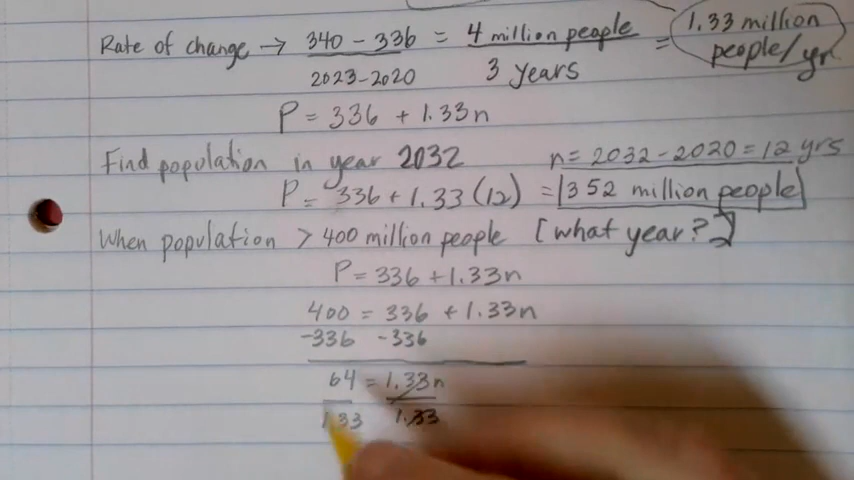 Rate of change → 340 - 336 / 2023-2020 = 4 million people / 3 years = 1.33 million people/yr
P = 336 + 1.33n
Find population in year 2032 n = 2032 - 2020 = 12 yrs
P = 336 + 1.33 (12) = 352 million people
When population > 400 million people [what year?]
P = 336 + 1.33n
400 = 336 + 1.33n
-336 -336
64 = 1.33n
1.33 1.33